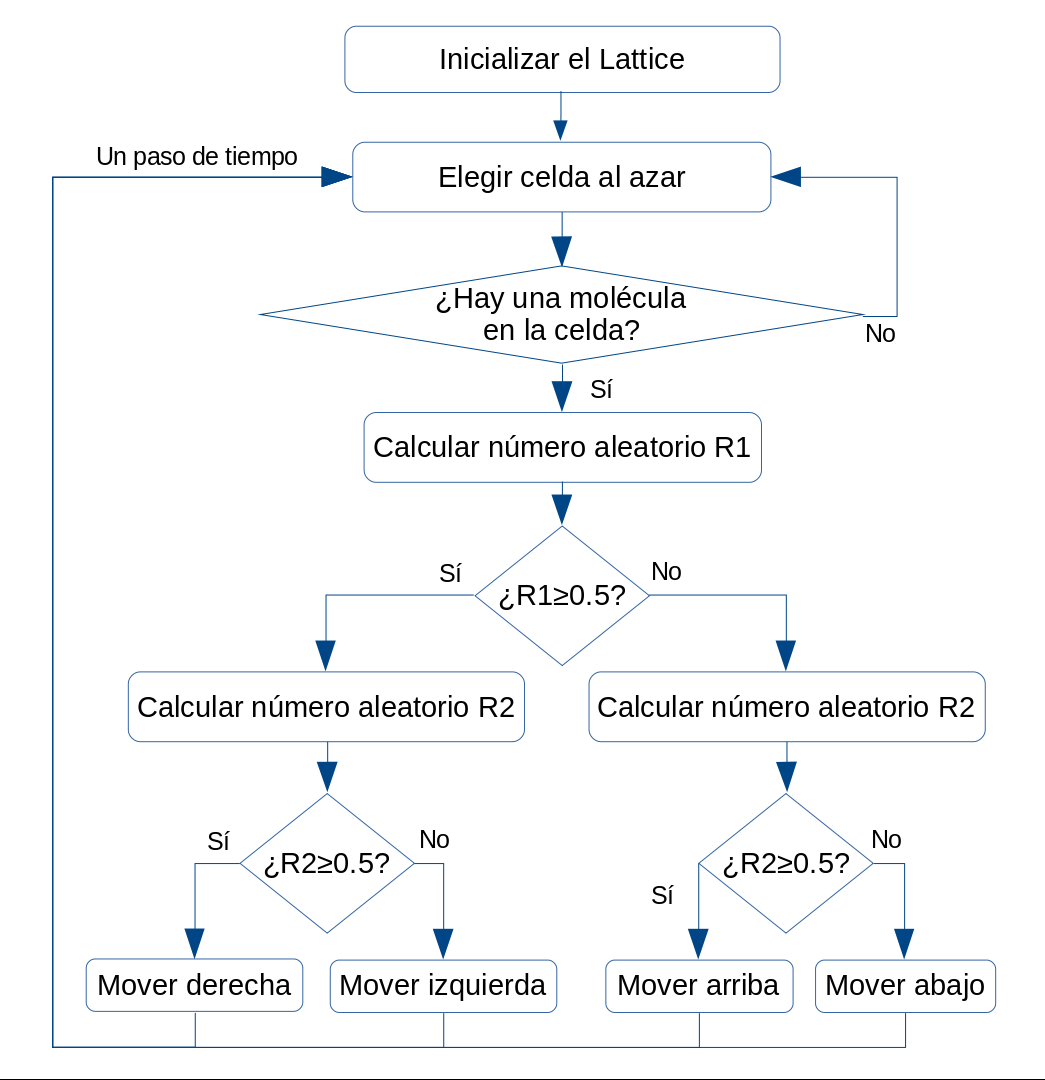 Inicializar el Lattice
Un paso de tiempo
Elegir celda al azar
¿Hay una molécula
en la celda?
No
Sí
Calcular número aleatorio R1
Sí
¿R1≥0.5?
No
Calcular número aleatorio R2
Calcular número aleatorio R2
Sí
¿R2≥0.5?
No
Sí
¿R2≥0.5?
No
Mover derecha
Mover izquierda
Mover arriba
Mover abajo